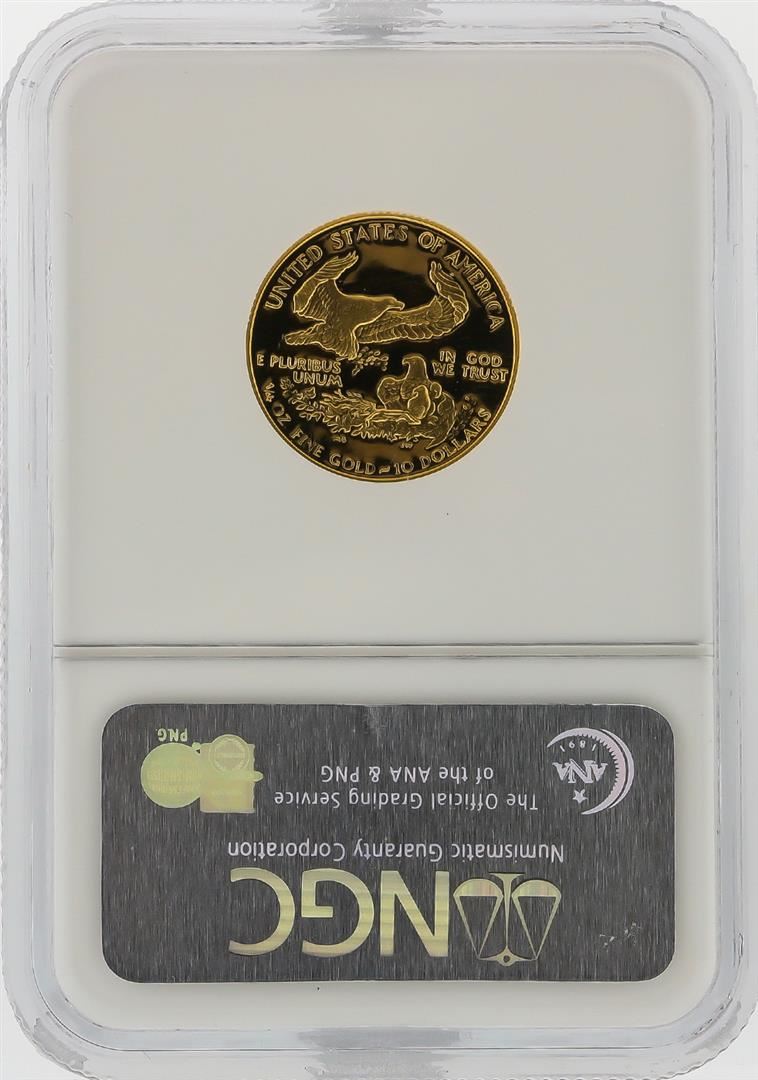 UNITED STATES OF AMERICA
E PLURIBUS
UNUM
IN GOD
WE TRUST
1/4 OZ FINE GOLD~10 DOLLARS
NGC
Numismatic Guaranty Corporation
The Official Grading Service
of the ANA & PNG
ANA
1891
PNG